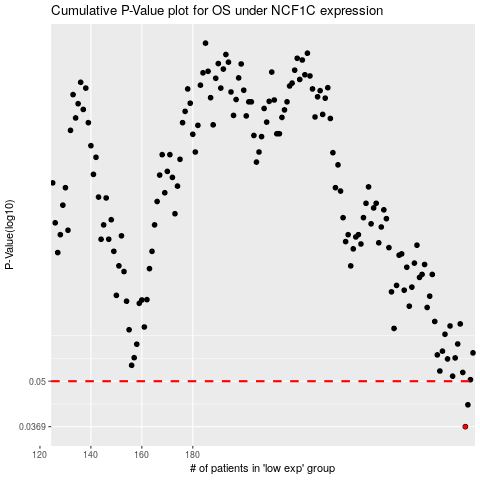 Cumulative P-Value plot for OS under NCF1C expression
P-Value(log10)
0.05
0.0369
120 140 160 180
# of patients in 'low exp' group